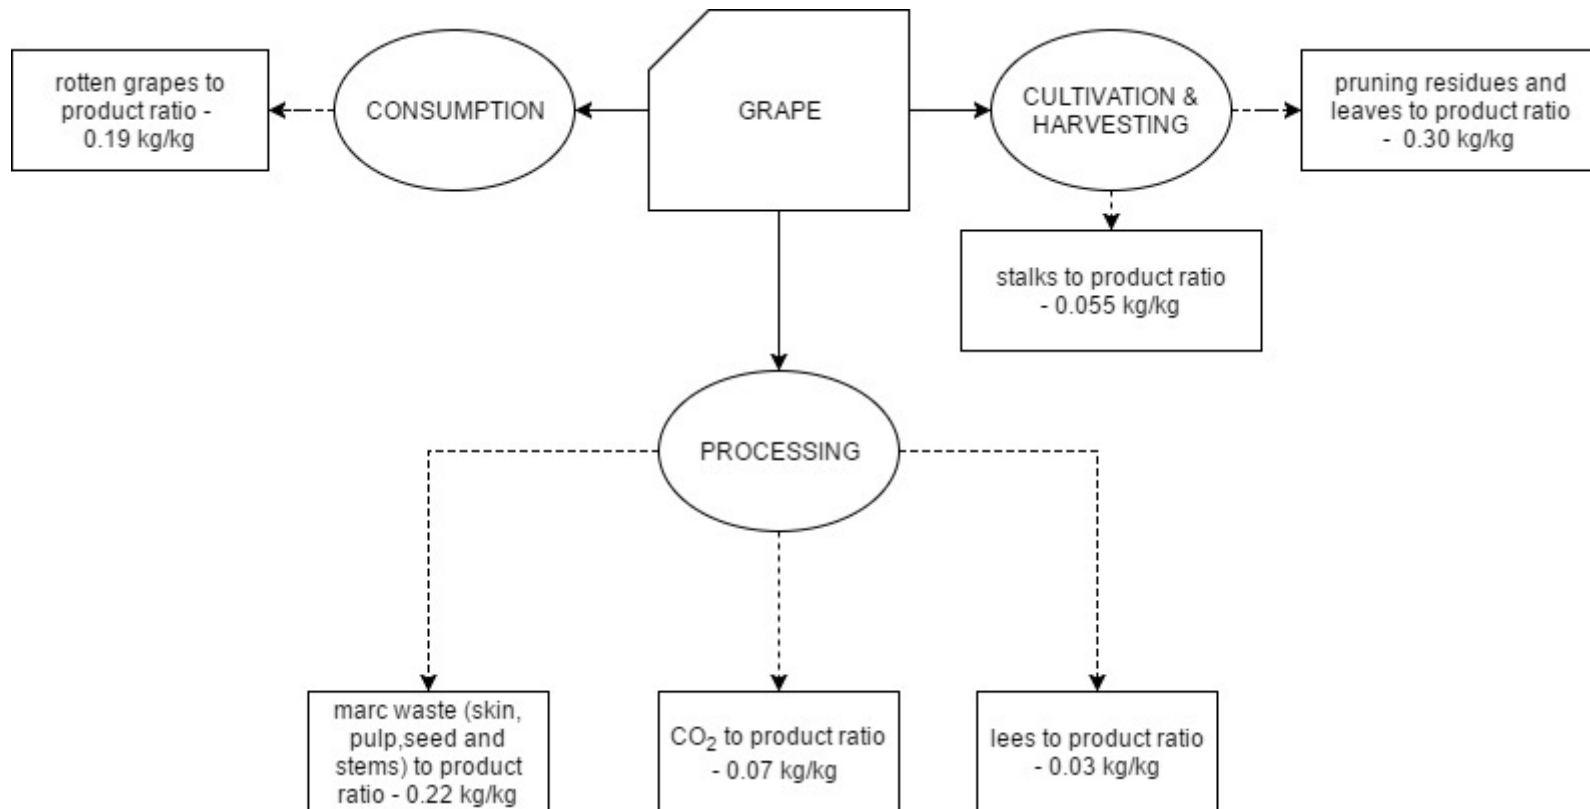 rotten grapes to
product ratio -
0.19 kg/kg
CONSUMPTION
GRAPE
CULTIVATION &
HARVESTING
pruning residues and
leaves to product ratio
- 0.30 kg/kg
stalks to product ratio
- 0.055 kg/kg
PROCESSING
marc waste (skin,
pulp,seed and
stems) to product
ratio - 0.22 kg/kg
CO₂ to product ratio
- 0.07 kg/kg
lees to product ratio
- 0.03 kg/kg